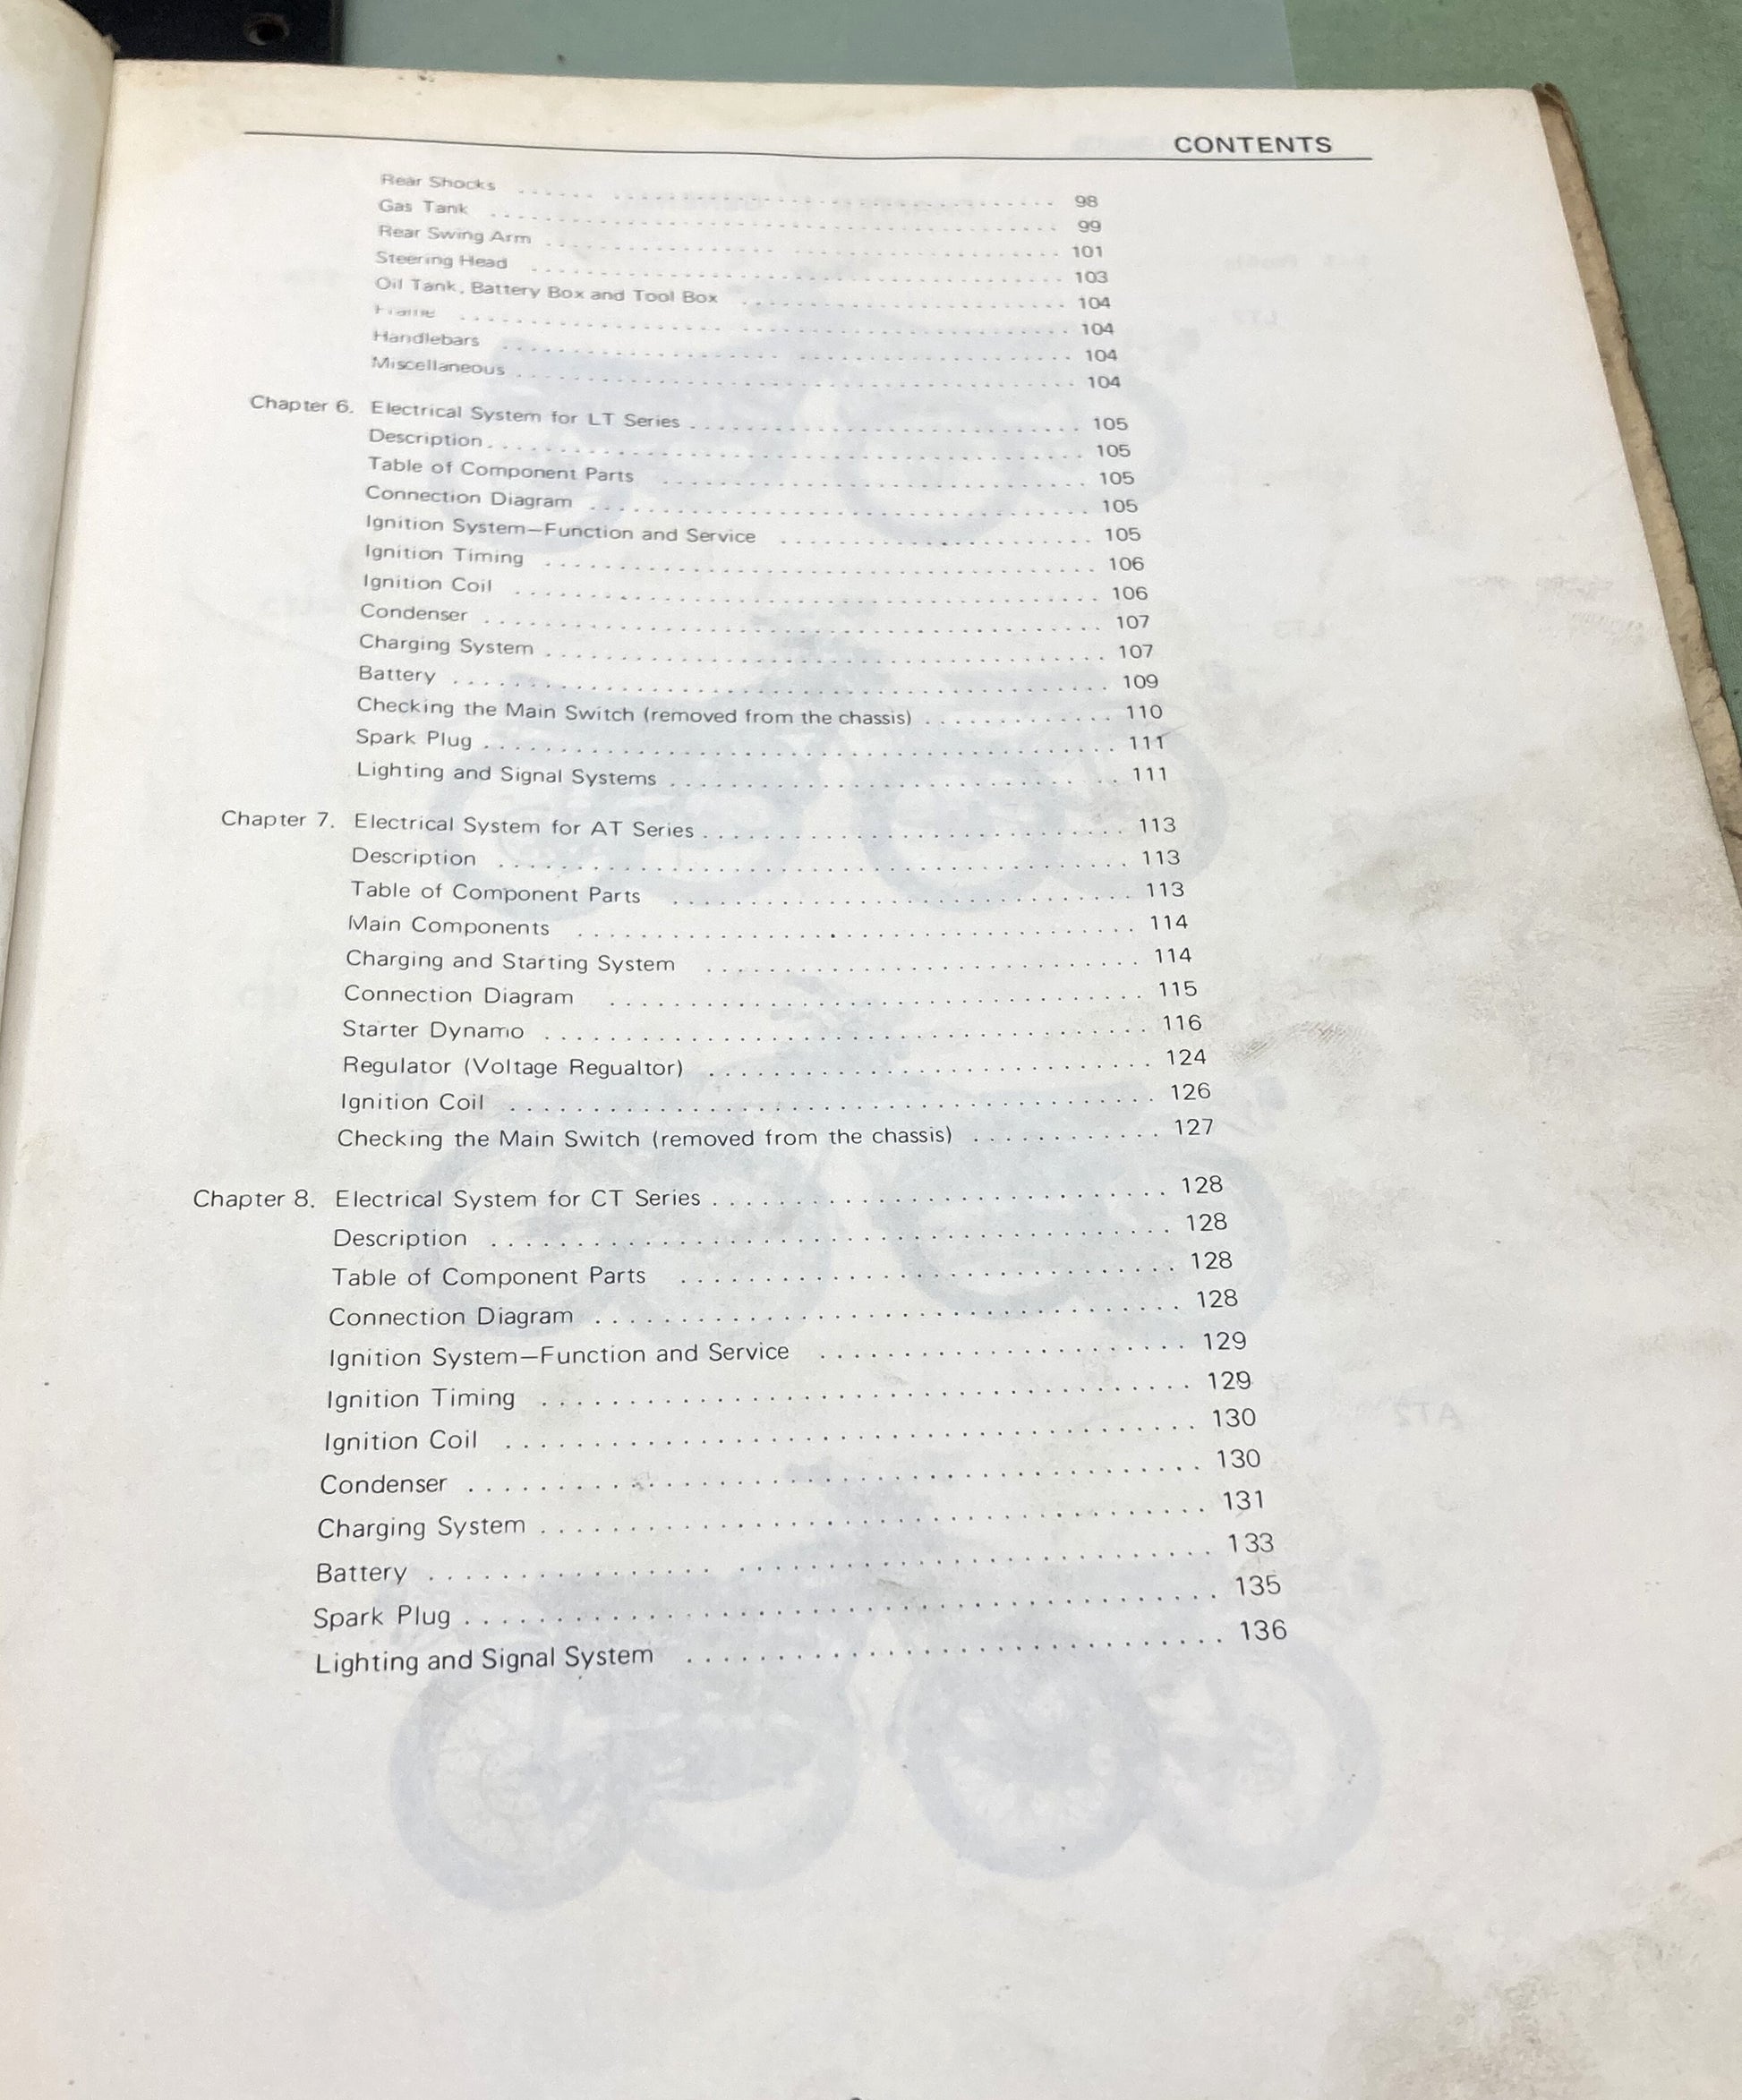 CONTENTS
Rear Shocks . . . . . . . . . . 98
Gas Tank . . . . . . . . . . 99
Rear Swing Arm . . . . . . . . . . 101
Steering Head . . . . . . . . . . 103
Oil Tank, Battery Box and Tool Box . . . . . . . . . . 104
Frame . . . . . . . . . . 104
Handlebars . . . . . . . . . . 104
Miscellaneous . . . . . . . . . . 104
Chapter 6. Electrical System for LT Series . . . . . . . . . . 105
Description . . . . . . . . . . 105
Table of Component Parts . . . . . . . . . . 105
Connection Diagram . . . . . . . . . . 105
Ignition System—Function and Service . . . . . . . . . . 105
Ignition Timing . . . . . . . . . . 106
Ignition Coil . . . . . . . . . . 106
Condenser . . . . . . . . . . 107
Charging System . . . . . . . . . . 107
Battery . . . . . . . . . . 109
Checking the Main Switch (removed from the chassis) . . . . . . . . . . 110
Spark Plug . . . . . . . . . . 111
Lighting and Signal Systems . . . . . . . . . . 111
Chapter 7. Electrical System for AT Series . . . . . . . . . . 113
Description . . . . . . . . . . 113
Table of Component Parts . . . . . . . . . . 113
Main Components . . . . . . . . . . 114
Charging and Starting System . . . . . . . . . . 114
Connection Diagram . . . . . . . . . . 115
Starter Dynamo . . . . . . . . . . 116
Regulator (Voltage Regualtor) . . . . . . . . . . 124
Ignition Coil . . . . . . . . . . 126
Checking the Main Switch (removed from the chassis) . . . . . . . . . . 127
Chapter 8. Electrical System for CT Series . . . . . . . . . . 128
Description . . . . . . . . . . 128
Table of Component Parts . . . . . . . . . . 128
Connection Diagram . . . . . . . . . . 128
Ignition System—Function and Service . . . . . . . . . . 129
Ignition Timing . . . . . . . . . . 129
Ignition Coil . . . . . . . . . . 130
Condenser . . . . . . . . . . 130
Charging System . . . . . . . . . . 131
Battery . . . . . . . . . . 133
Spark Plug . . . . . . . . . . 135
Lighting and Signal System . . . . . . . . . . 136